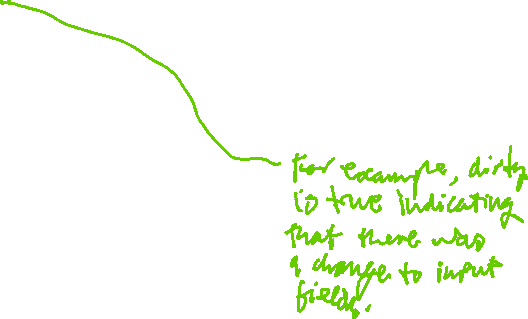 For example, dirty
is true indicating
that there was
a change to input
fields.